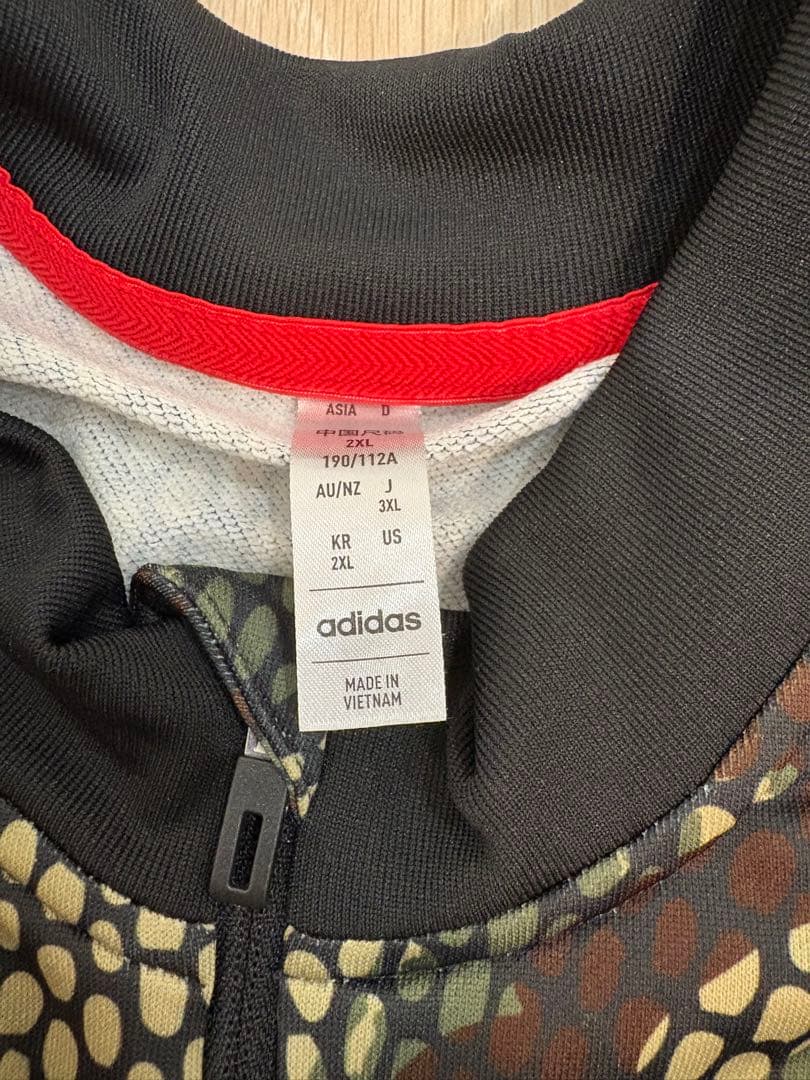 ASIA D
中国尺码
2XL
190/112A
AU/NZ J
3XL
KR US
2XL
adidas
MADE IN
VIETNAM